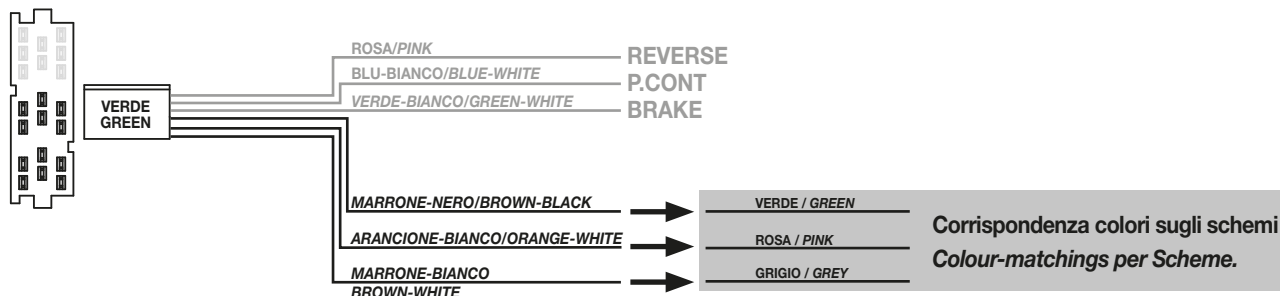 ROSA/PINK
REVERSE
BLU-BIANCO/BLUE-WHITE
P.CONT
VERDE-BIANCO/GREEN-WHITE
BRAKE
VERDE
GREEN
MARRONE-NERO/BROWN-BLACK
VERDE / GREEN
ARANCIONE-BIANCO/ORANGE-WHITE
ROSA / PINK
MARRONE-BIANCO
BROWN-WHITE
GRIGIO / GREY
Corrispondenza colori sugli schemi
Colour-matchings per Scheme.